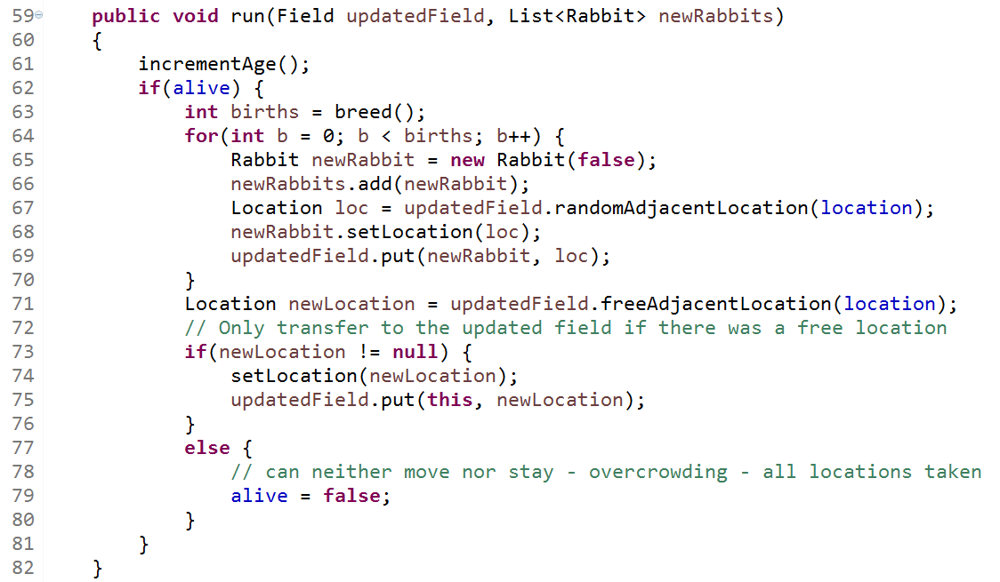 59 public void run(Field updatedField, List<Rabbit> newRabbits)
60 {
61 incrementAge();
62 if(alive) {
63 int births = breed();
64 for(int b = 0; b < births; b++) {
65 Rabbit newRabbit = new Rabbit(false);
66 newRabbits.add(newRabbit);
67 Location loc = updatedField.randomAdjacentLocation(location);
68 newRabbit.setLocation(loc);
69 updatedField.put(newRabbit, loc);
70 }
71 Location newLocation = updatedField.freeAdjacentLocation(location);
72 // Only transfer to the updated field if there was a free location
73 if(newLocation != null) {
74 setLocation(newLocation);
75 updatedField.put(this, newLocation);
76 }
77 else {
78 // can neither move nor stay - overcrowding - all locations taken
79 alive = false;
80 }
81 }
82 }